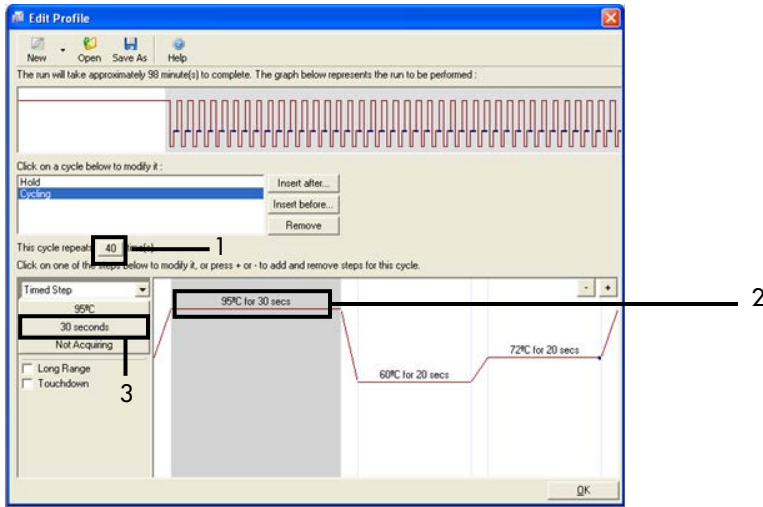 Edit Profile
New Open Save As Help
The run will take approximately 98 minute(s) to complete. The graph below represents the run to be performed :
Click on a cycle below to modify it :
Hold
Cycling
Insert after...
Insert before...
Remove
This cycle repeats 40 time(s).
1
Click on one of the steps below to modify it, or press + or - to add and remove steps for this cycle.
Timed Step
- +
95ºC
30 seconds
Not Acquiring
Long Range
Touchdown
3
95ºC for 30 secs
2
60ºC for 20 secs
72ºC for 20 secs
OK